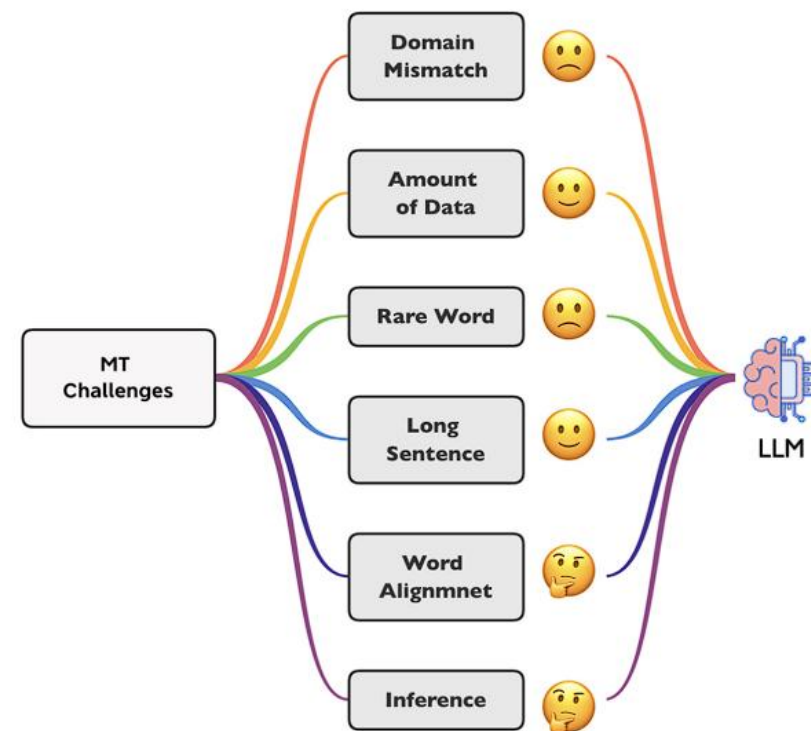 Domain
Mismatch
Amount
of Data
Rare Word
MT
Challenges
Long
Sentence
LLM
Word
Alignmnet
Inference